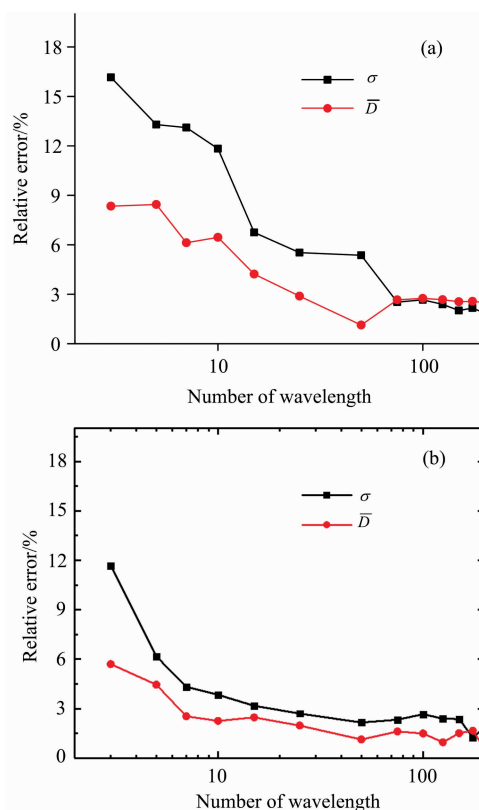 (a)
18
15
12
9
6
3
0
Relative error/%
σ
D̅
10
100
Number of wavelength
(b)
18
15
12
9
6
3
0
Relative error/%
σ
D̅
10
100
Number of wavelength